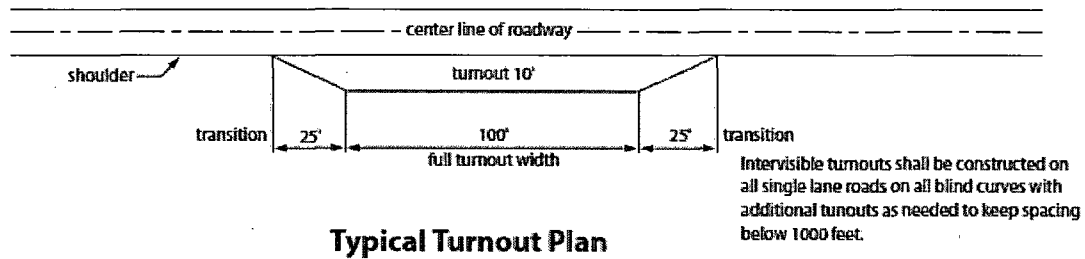 center line of roadway
shoulder
turnout 10'
transition 25' 100' 25' transition
full turnout width
Intervisible turnouts shall be constructed on
all single lane roads on all blind curves with
additional tunouts as needed to keep spacing
below 1000 feet.
Typical Turnout Plan